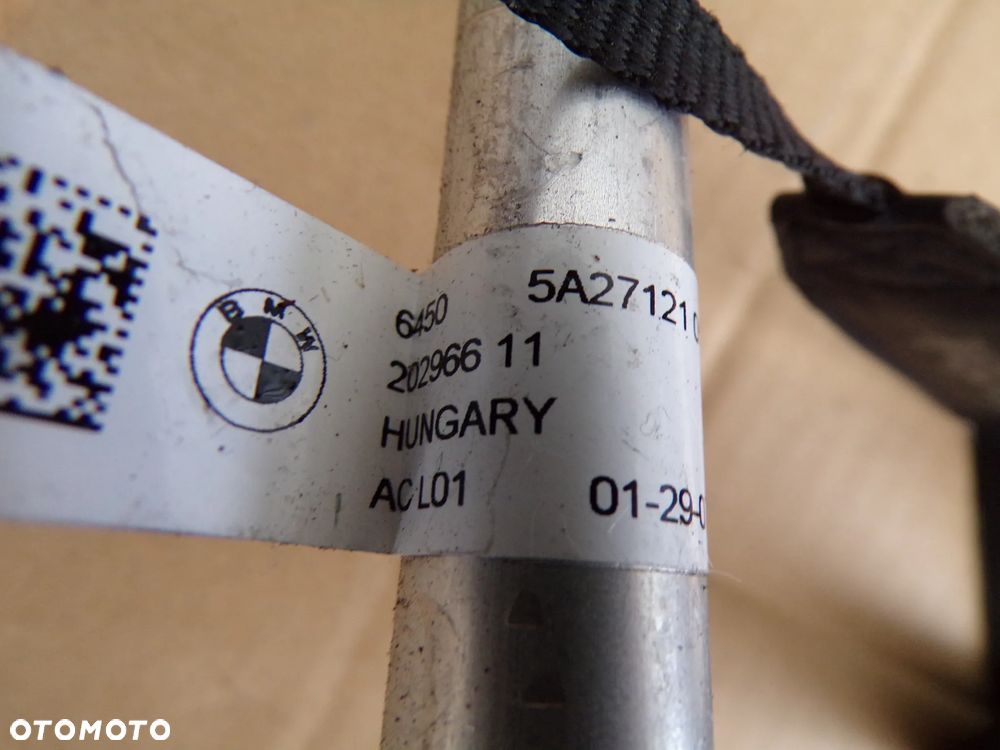 BMW
6450 5A27121
202966 11
HUNGARY
ACL01 01-29-
OTOMOTO